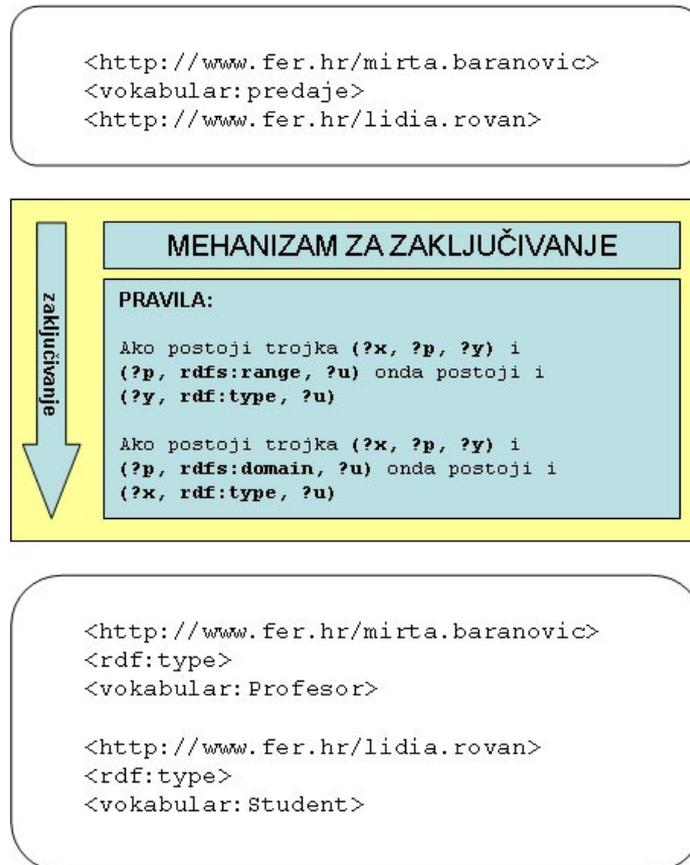 <http://www.fer.hr/mirta.baranovic>
<vokabular:predaje>
<http://www.fer.hr/lidia.rovan>
zaključivanje
MEHANIZAM ZA ZAKLJUČIVANJE
PRAVILA:
Ako postoji trojka (?x, ?p, ?y) i
(?p, rdfs:range, ?u) onda postoji i
(?y, rdf:type, ?u)
Ako postoji trojka (?x, ?p, ?y) i
(?p, rdfs:domain, ?u) onda postoji i
(?x, rdf:type, ?u)
<http://www.fer.hr/mirta.baranovic>
<rdf:type>
<vokabular:Profesor>
<http://www.fer.hr/lidia.rovan>
<rdf:type>
<vokabular:Student>